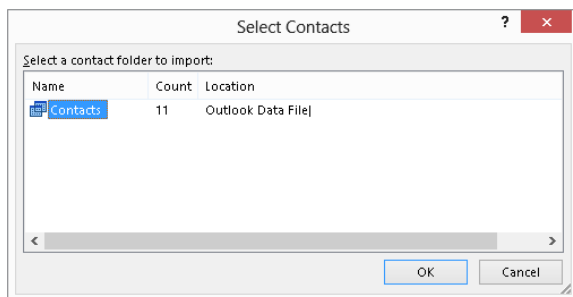 Select Contacts
? ×
Select a contact folder to import:
Name Count Location
Contacts 11 Outlook Data File
OK Cancel